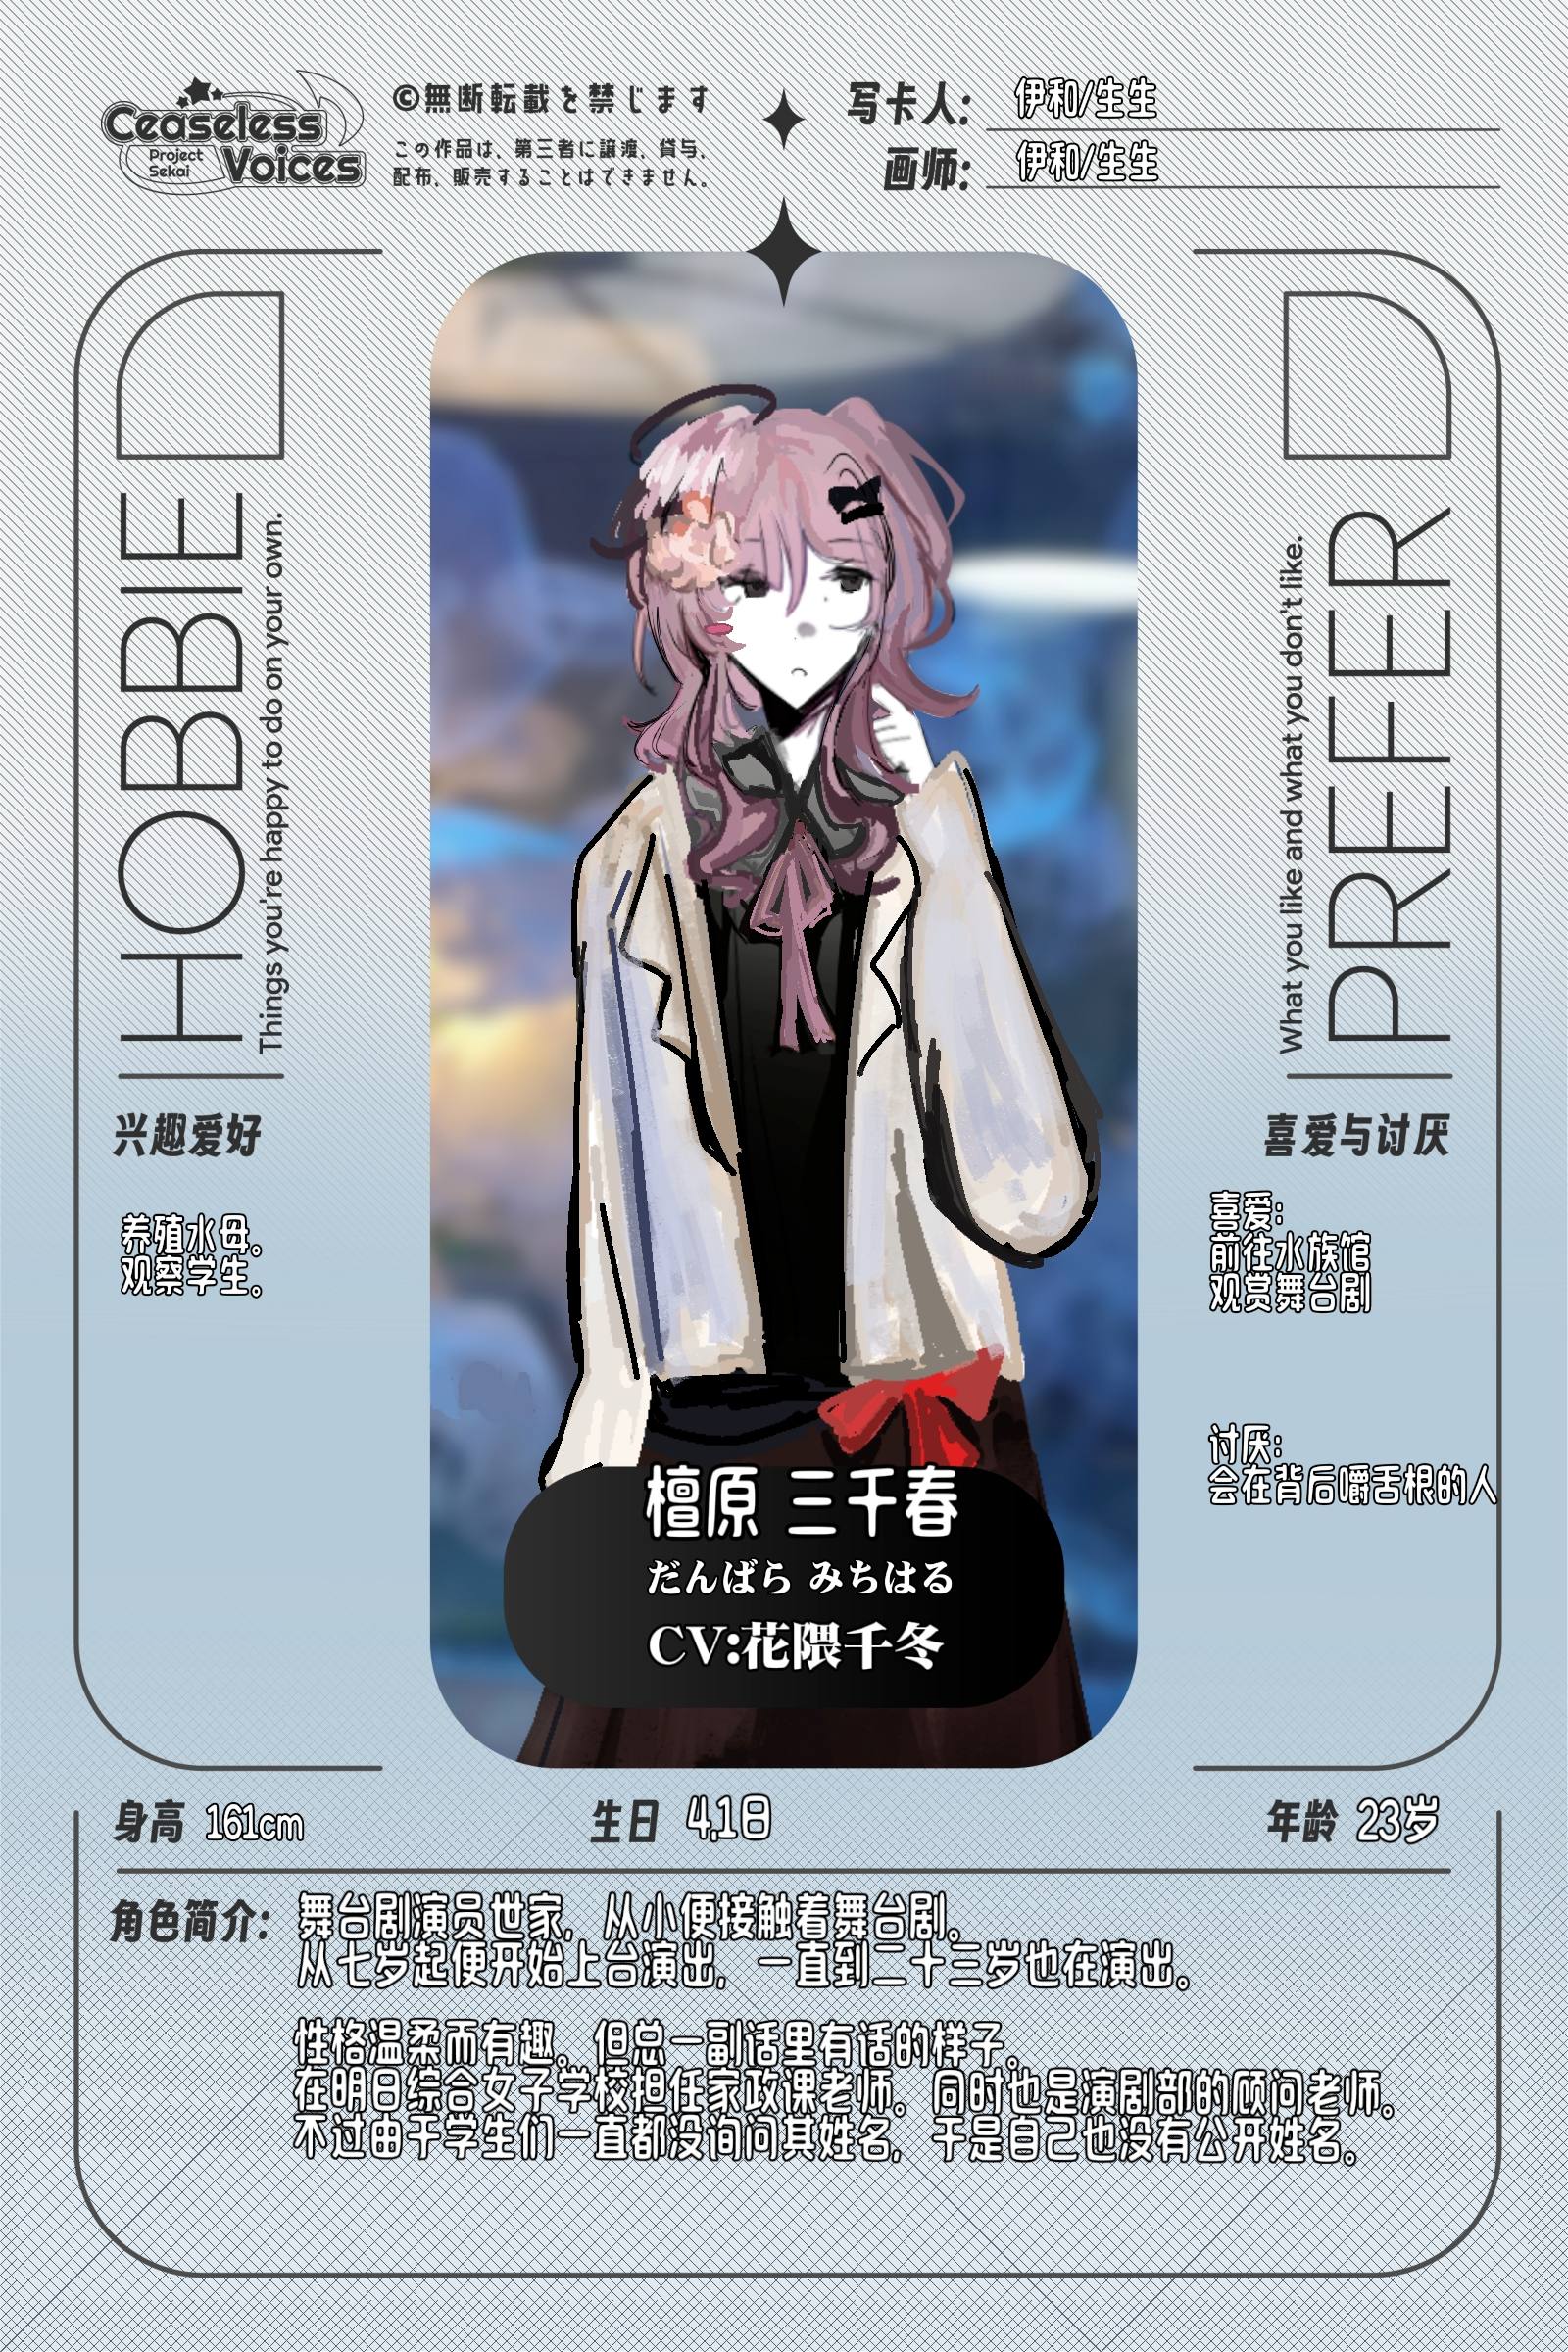 Ceaseless
Project
Sekai
Voices
©無断転載を禁じます
この作品は、第三者に譲渡、貸与、
配布、販売することはできません。
写卡人: 伊和/生生
画师: 伊和/生生
HOBBIE
Things you're happy to do on your own.
兴趣爱好
养殖水母。
观察学生。
PREFER
What you like and what you don't like.
喜爱与讨厌
喜爱:
前往水族馆
观赏舞台剧
讨厌:
会在背后嚼舌根的人
檀原 三千春
だんばら みちはる
CV:花隈千冬
身高 161cm
生日 4.1日
年龄 23岁
角色简介: 舞台剧演员世家, 从小便接触着舞台剧。
从七岁起便开始上台演出, 一直到二十三岁也在演出。
性格温柔而有趣。但总一副话里有话的样子。
在明日综合女子学校担任家政课老师。同时也是演剧部的顾问老师。
不过由于学生们一直都没询问其姓名, 于是自己也没有公开姓名。